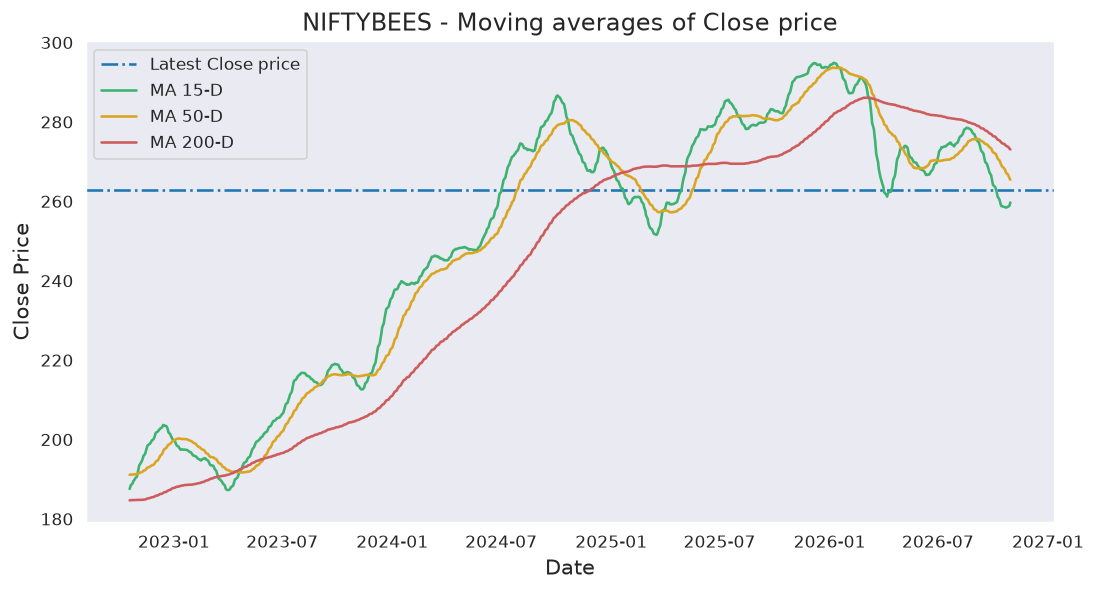 NIFTYBEES - Moving averages of Close price
Latest Close price
MA 15-D
MA 50-D
MA 200-D
Close Price
300
280
260
240
220
200
180
2023-01 2023-07 2024-01 2024-07 2025-01 2025-07 2026-01 2026-07 2027-01
Date